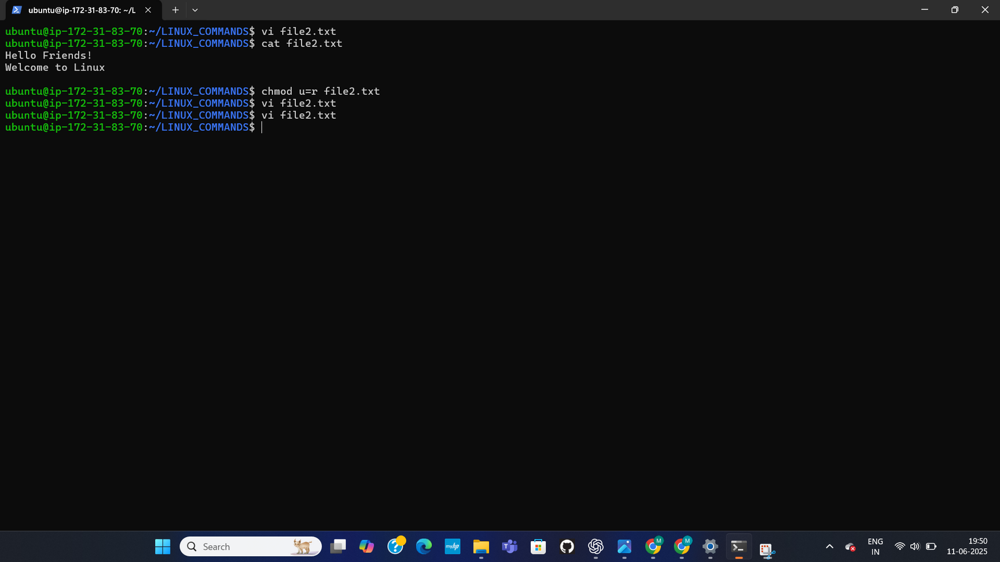 ubuntu@ip-172-31-83-70: ~/L
ubuntu@ip-172-31-83-70:~/LINUX_COMMANDS$ vi file2.txt
ubuntu@ip-172-31-83-70:~/LINUX_COMMANDS$ cat file2.txt
Hello Friends!
Welcome to Linux
ubuntu@ip-172-31-83-70:~/LINUX_COMMANDS$ chmod u=r file2.txt
ubuntu@ip-172-31-83-70:~/LINUX_COMMANDS$ vi file2.txt
ubuntu@ip-172-31-83-70:~/LINUX_COMMANDS$ vi file2.txt
ubuntu@ip-172-31-83-70:~/LINUX_COMMANDS$
Search
myhp
T
M
M
ENG
IN
19:50
11-06-2025